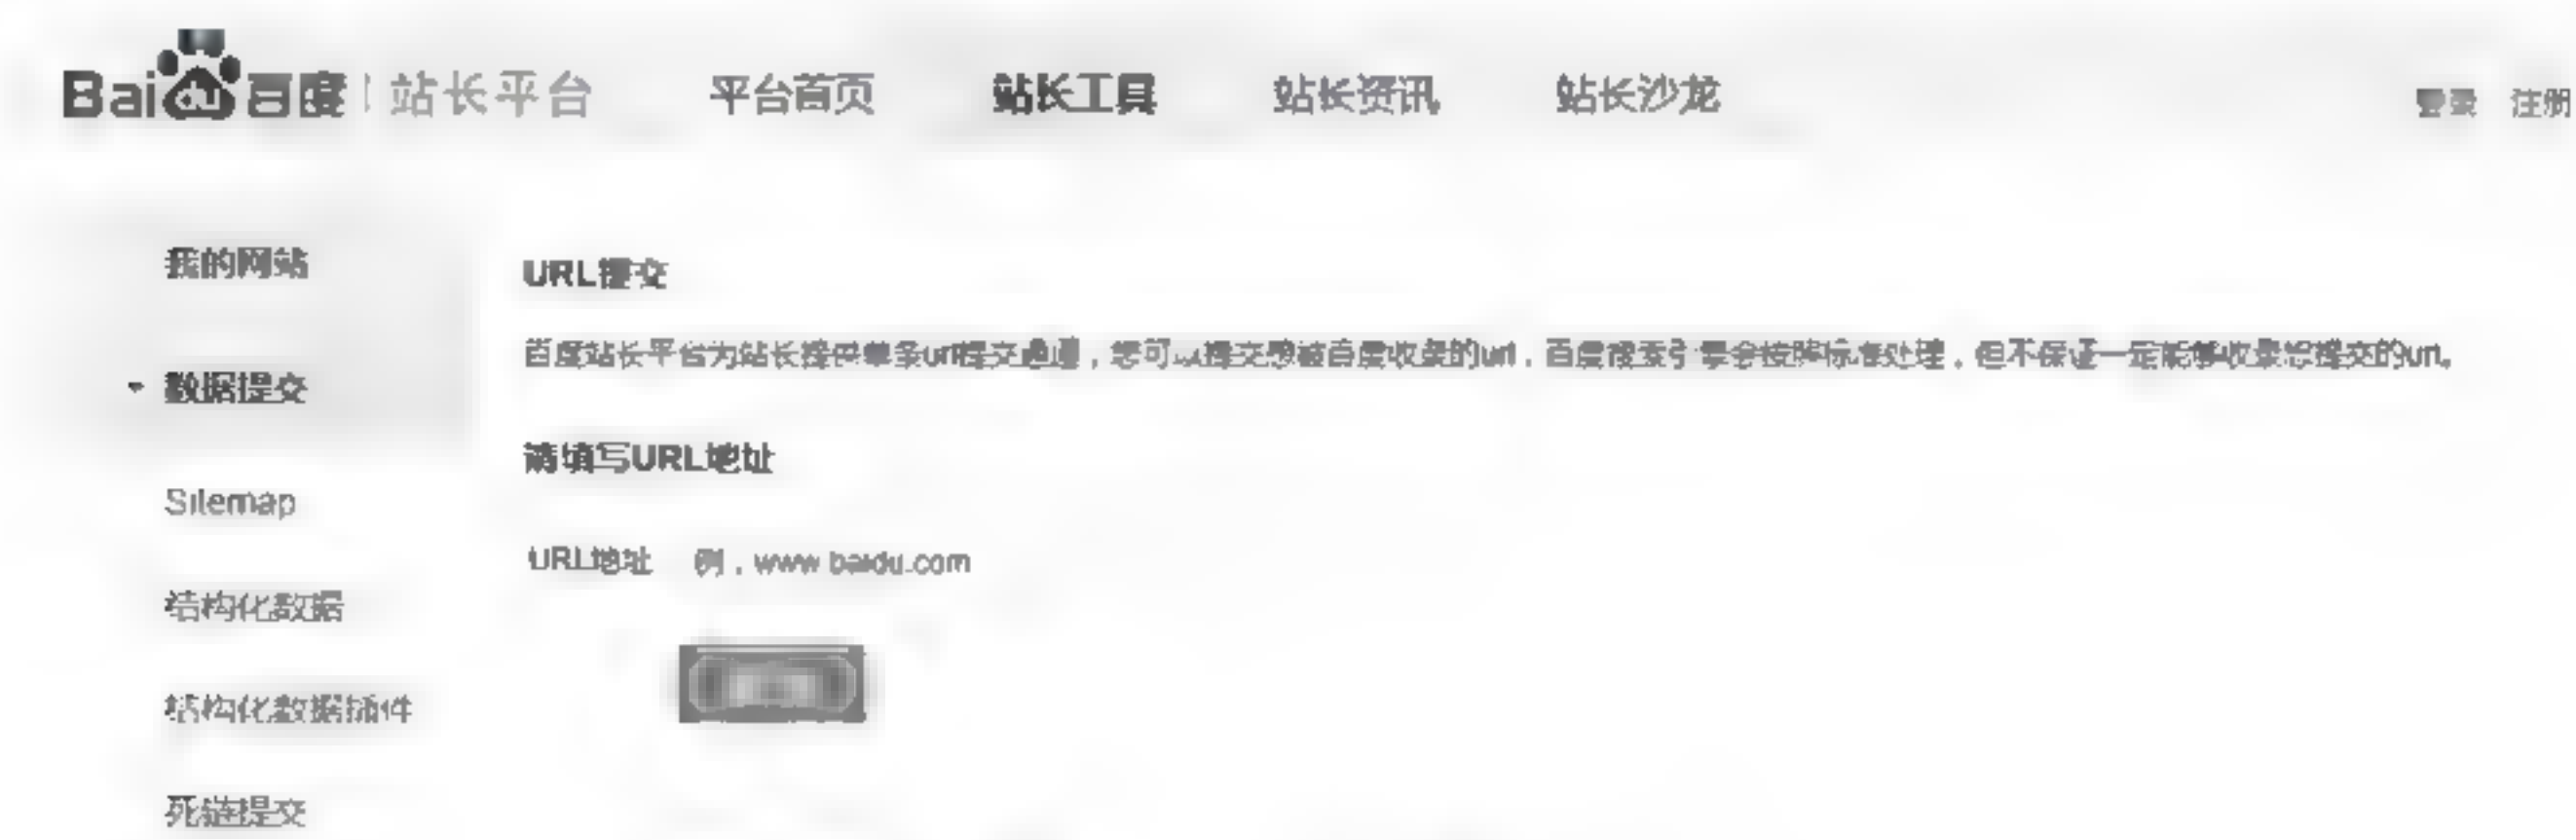 Bai du 百度 站长平台 平台首页 站长工具 站长资讯 站长沙龙 登录 注册
我的网站
URL提交
百度站长平台为站长提供单条url提交通道，您可以提交想被百度收录的url，百度搜索引擎会按照标准处理，但不保证一定能够收录您提交的url。
数据提交
请填写URL地址
Sitemap
URL地址 例：www.baidu.com
结构化数据
结构化数据插件
死链提交